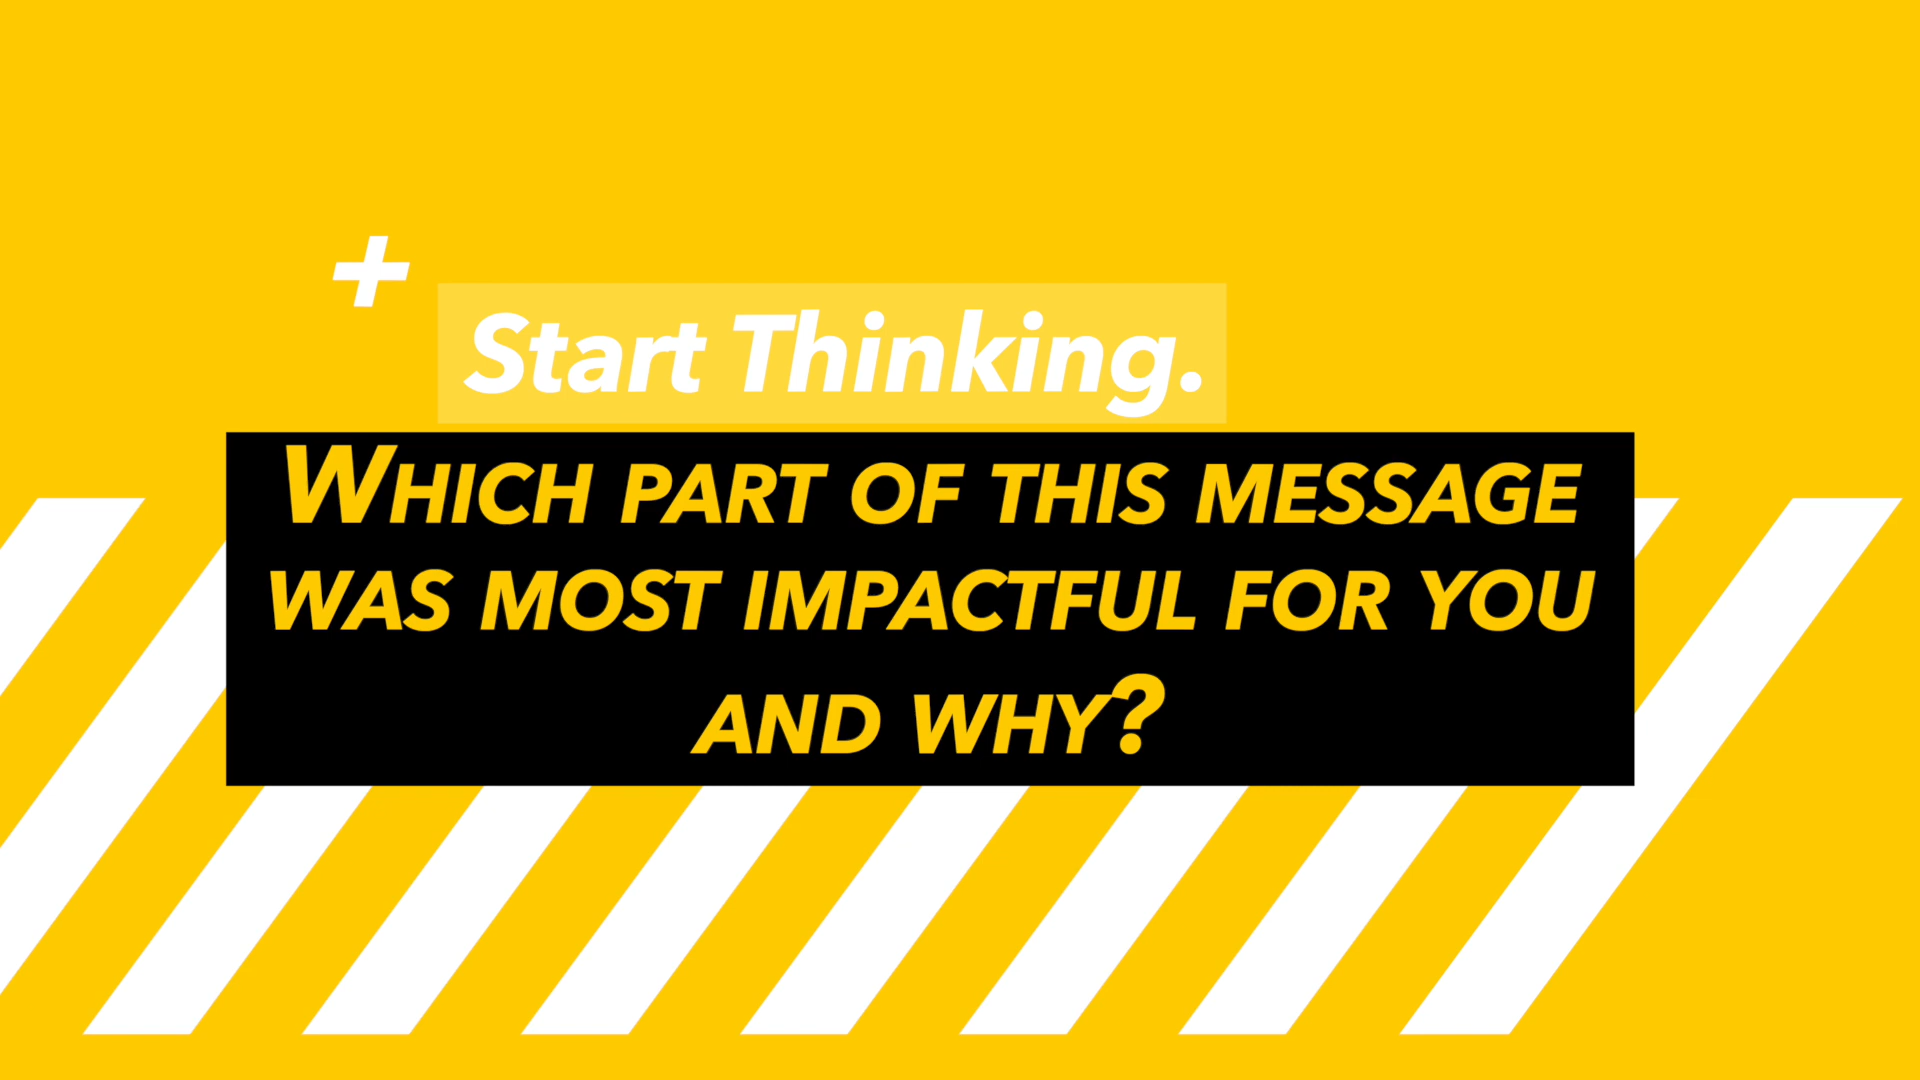 +
Start Thinking.
WHICH PART OF THIS MESSAGE
WAS MOST IMPACTFUL FOR YOU
AND WHY?